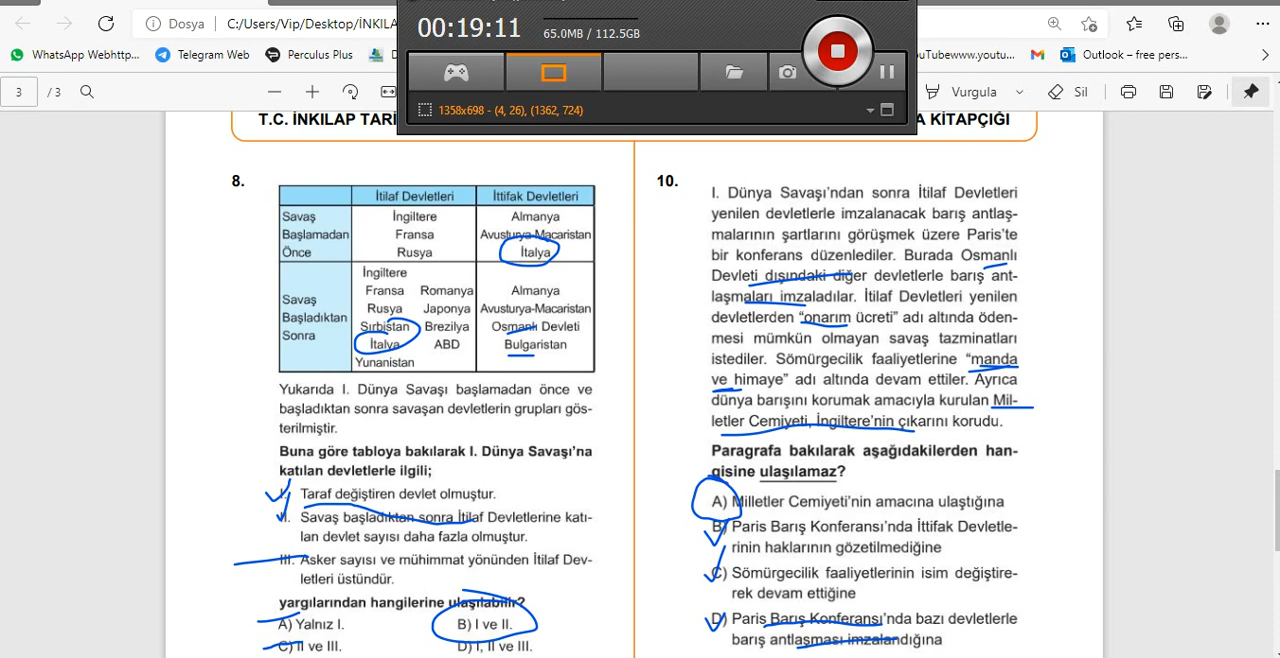 00:19:11
65.0MB / 112.5GB
1358x698 - (4, 26), (1362, 724)
Dosya
C:/Users/Vip/Desktop/İNKILA
WhatsApp Webhttp...
Telegram Web
Perculus Plus
uTubewww.youtu...
Outlook – free pers...
3 / 3
Vurgula
Sil
T.C. İNKILAP TARİ
A KİTAPÇIĞI
8.
İtilaf Devletleri İttifak Devletleri
Savaş
Başlamadan
Önce
İngiltere
Fransa
Rusya
Almanya
Avusturya-Macaristan
İtalya
Savaş
Başladıktan
Sonra
İngiltere
Fransa Romanya
Rusya Japonya
Sırbistan Brezilya
İtalya ABD
Yunanistan
Almanya
Avusturya-Macaristan
Osmanlı Devleti
Bulgaristan
Yukarıda I. Dünya Savaşı başlamadan önce ve
başladıktan sonra savaşan devletlerin grupları gös-
terilmiştir.
Buna göre tabloya bakılarak I. Dünya Savaşı’na
katılan devletlerle ilgili;
I. Taraf değiştiren devlet olmuştur.
II. Savaş başladıktan sonra İtilaf Devletlerine katı-
lan devlet sayısı daha fazla olmuştur.
III. Asker sayısı ve mühimmat yönünden İtilaf Dev-
letleri üstündür.
yargılarından hangilerine ulaşılabilir?
A) Yalnız I. B) I ve II.
C) II ve III. D) I, II ve III.
10.
I. Dünya Savaşı’ndan sonra İtilaf Devletleri
yenilen devletlerle imzalanacak barış antlaş-
malarının şartlarını görüşmek üzere Paris’te
bir konferans düzenlediler. Burada Osmanlı
Devleti dışındaki diğer devletlerle barış ant-
laşmaları imzaladılar. İtilaf Devletleri yenilen
devletlerden “onarım ücreti” adı altında öden-
mesi mümkün olmayan savaş tazminatları
istediler. Sömürgecilik faaliyetlerine “manda
ve himaye” adı altında devam ettiler. Ayrıca
dünya barışını korumak amacıyla kurulan Mil-
letler Cemiyeti, İngiltere’nin çıkarını korudu.
Paragrafa bakılarak aşağıdakilerden han-
gisine ulaşılamaz?
A) Milletler Cemiyeti’nin amacına ulaştığına
B) Paris Barış Konferansı’nda İttifak Devletle-
rinin haklarının gözetilmediğine
C) Sömürgecilik faaliyetlerinin isim değiştire-
rek devam ettiğine
D) Paris Barış Konferansı’nda bazı devletlerle
barış antlaşması imzalandığına